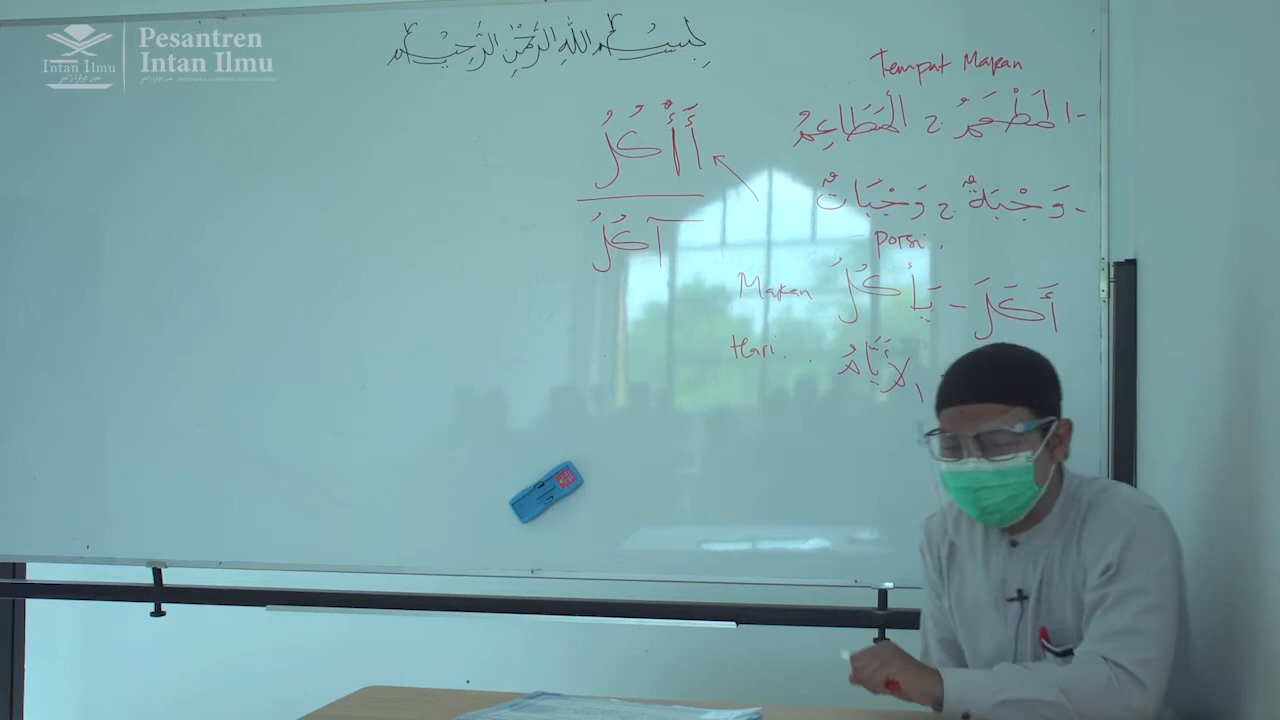 Pesantren
Intan Ilmu
Intan Ilmu
بِسْمِ اللهِ الرَّحْمٰنِ الرَّحِيْمِ
Tempat Makan
- المَطْعَمُ ج المَطَاعِمُ
- وَجْبَةٌ ج وَجْبَاتٌ
porsi.
أَكَلَ - يَأْكُلُ Makan
الأَيَّامُ Hari
أَأْكُلُ
آكُلُ